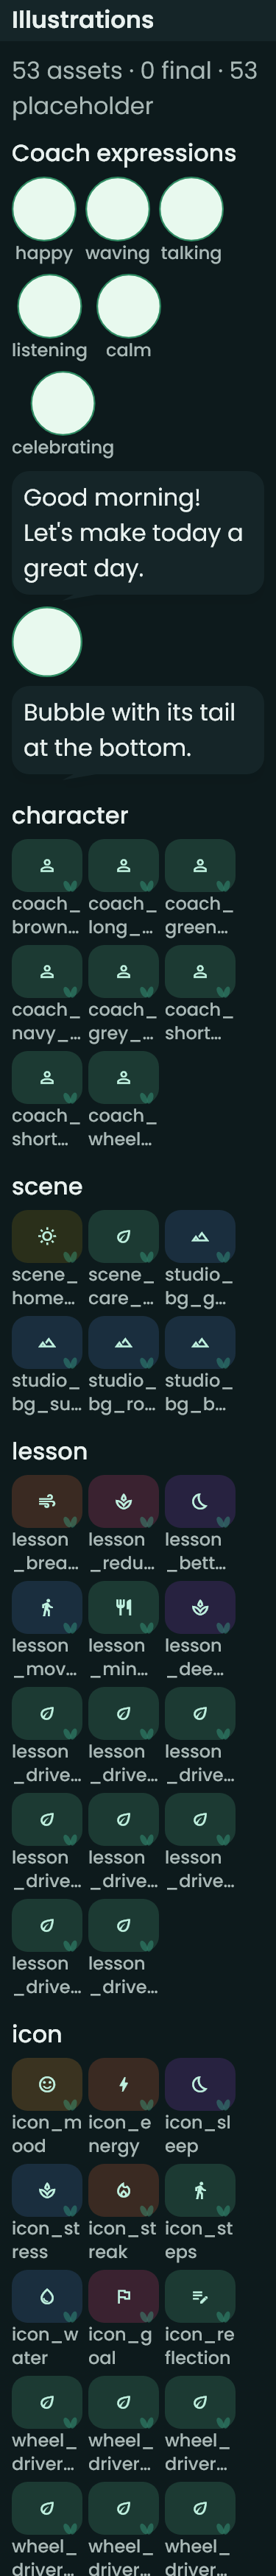 Illustrations
53 assets · 0 final · 53
placeholder
Coach expressions
happy waving talking
listening calm
celebrating
Good morning!
Let's make today a
great day.
Bubble with its tail
at the bottom.
character
coach_ coach_ coach_
brown... long_... green...
coach_ coach_ coach_
navy_... grey_... short...
coach_ coach_
short... wheel...
scene
scene_ scene_ studio_
home... care_... bg_g...
studio_ studio_ studio_
bg_su... bg_ro... bg_b...
lesson
lesson lesson lesson
_brea... _redu... _bett...
lesson lesson lesson
_mov... _min... _dee...
lesson lesson lesson
_drive... _drive... _drive...
lesson lesson lesson
_drive... _drive... _drive...
lesson lesson
_drive... _drive...
icon
icon_m icon_e icon_sl
ood nergy eep
icon_st icon_st icon_st
ress reak eps
icon_w icon_g icon_re
ater oal flection
wheel_ wheel_ wheel_
driver... driver... driver...
wheel_ wheel_ wheel_
driver... driver... driver...